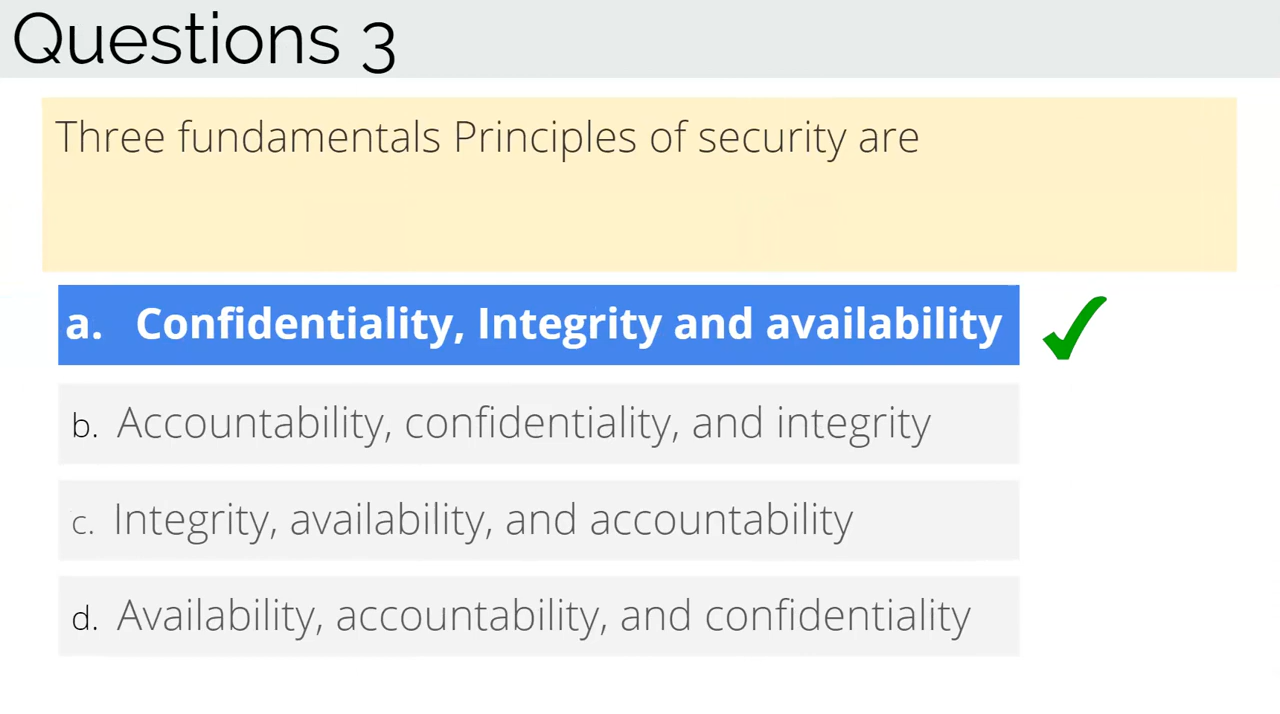 Questions 3
Three fundamentals Principles of security are
a. Confidentiality, Integrity and availability
b. Accountability, confidentiality, and integrity
c. Integrity, availability, and accountability
d. Availability, accountability, and confidentiality